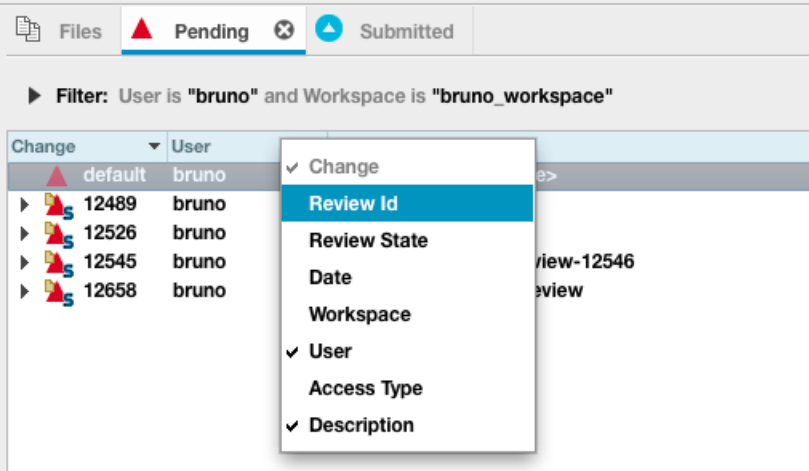 Files Pending Submitted
Filter: User is "bruno" and Workspace is "bruno_workspace"
Change User
default bruno e>
12489 bruno
12526 bruno
12545 bruno view-12546
12658 bruno eview
Change
Review Id
Review State
Date
Workspace
User
Access Type
Description